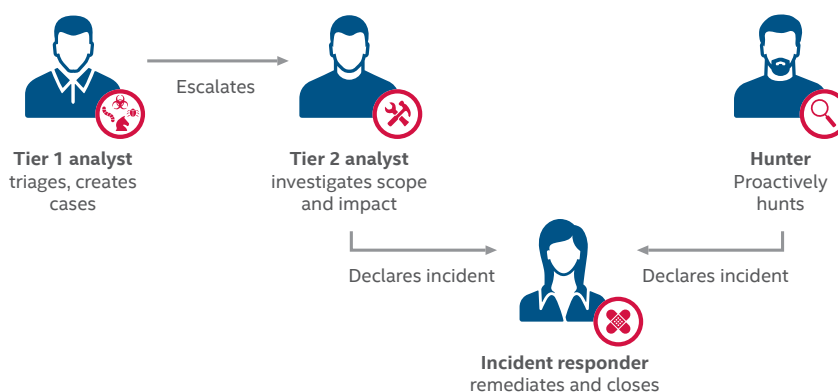 Escalates
Tier 1 analyst
triages, creates
cases
Tier 2 analyst
investigates scope
and impact
Hunter
Proactively
hunts
Declares incident
Declares incident
Incident responder
remediates and closes